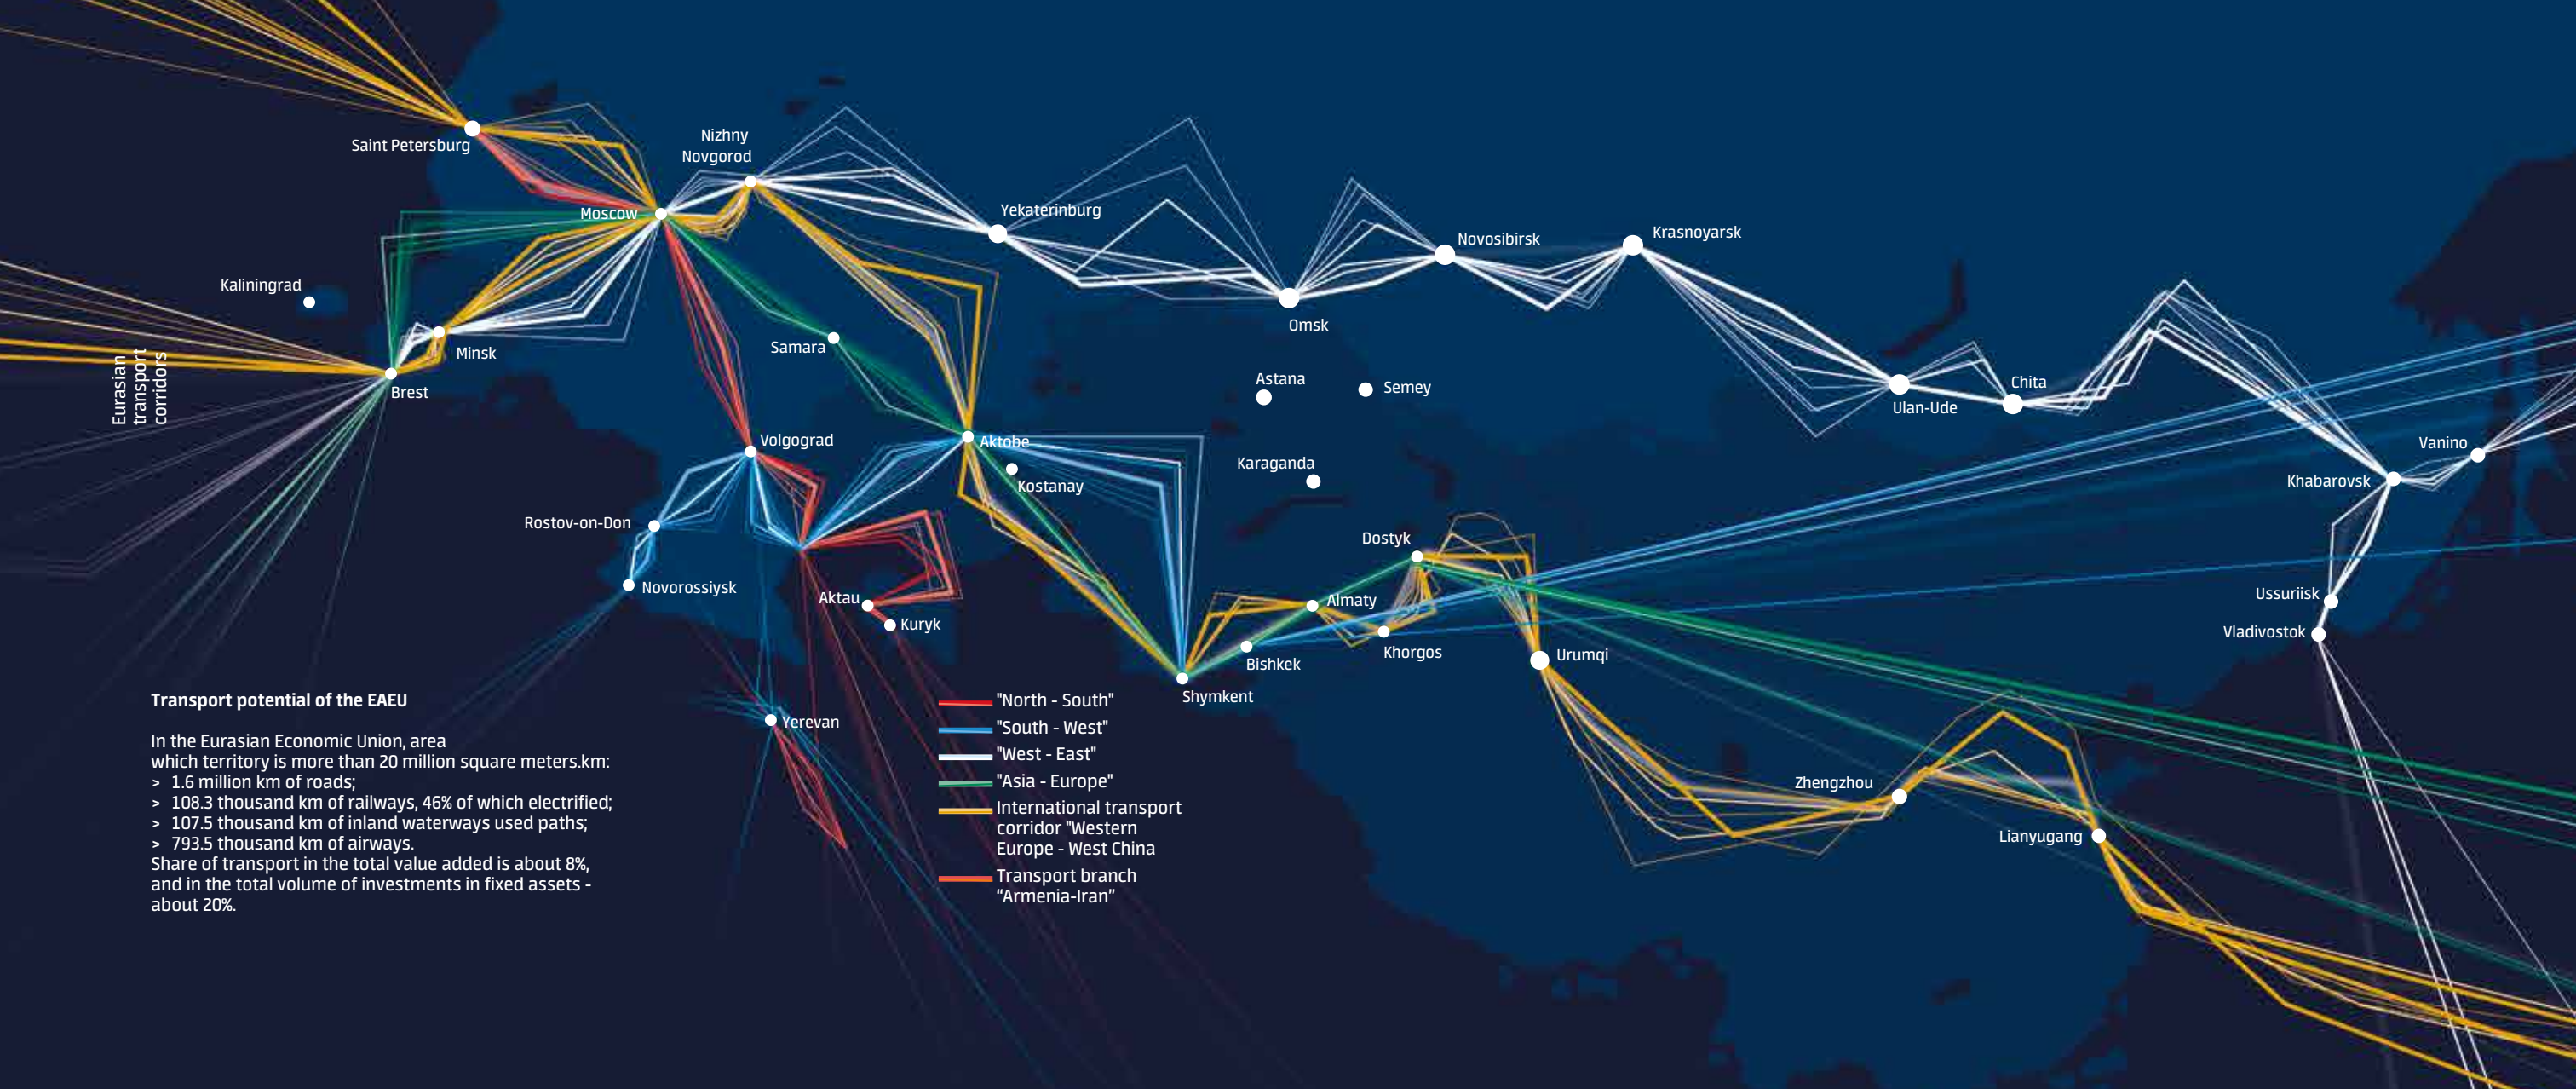 Nizhny
Novgorod
Saint Petersburg
Moscow
Yekaterinburg
Novosibirsk
Krasnoyarsk
Kaliningrad
Omsk
Minsk
Samara
Brest
Eurasian
transport
corridors
Astana
Semey
Ulan-Ude
Chita
Volgograd
Aktobe
Vanino
Karaganda
Kostanay
Khabarovsk
Rostov-on-Don
Dostyk
Novorossiysk
Aktau
Kuryk
Almaty
Ussuriisk
Vladivostok
Khorgos
Urumqi
Bishkek
Shymkent
Yerevan
Zhengzhou
Lianyugang
Transport potential of the EAEU
In the Eurasian Economic Union, area
which territory is more than 20 million square meters.km:
> 1.6 million km of roads;
> 108.3 thousand km of railways, 46% of which electrified;
> 107.5 thousand km of inland waterways used paths;
> 793.5 thousand km of airways.
Share of transport in the total value added is about 8%,
and in the total volume of investments in fixed assets -
about 20%.
"North - South"
"South - West"
"West - East"
"Asia - Europe"
International transport
corridor "Western
Europe - West China
Transport branch
“Armenia-Iran”